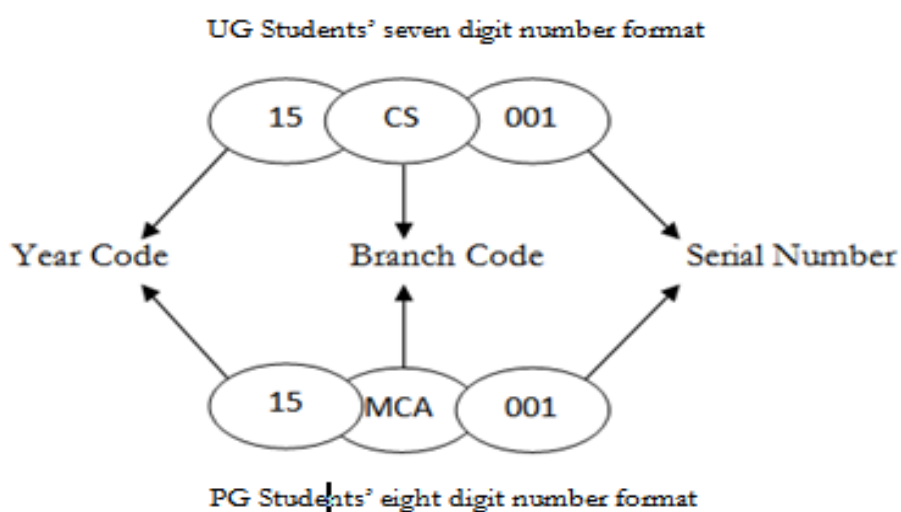 UG Students’ seven digit number format
15 CS 001
Year Code Branch Code Serial Number
15 MCA 001
PG Students’ eight digit number format